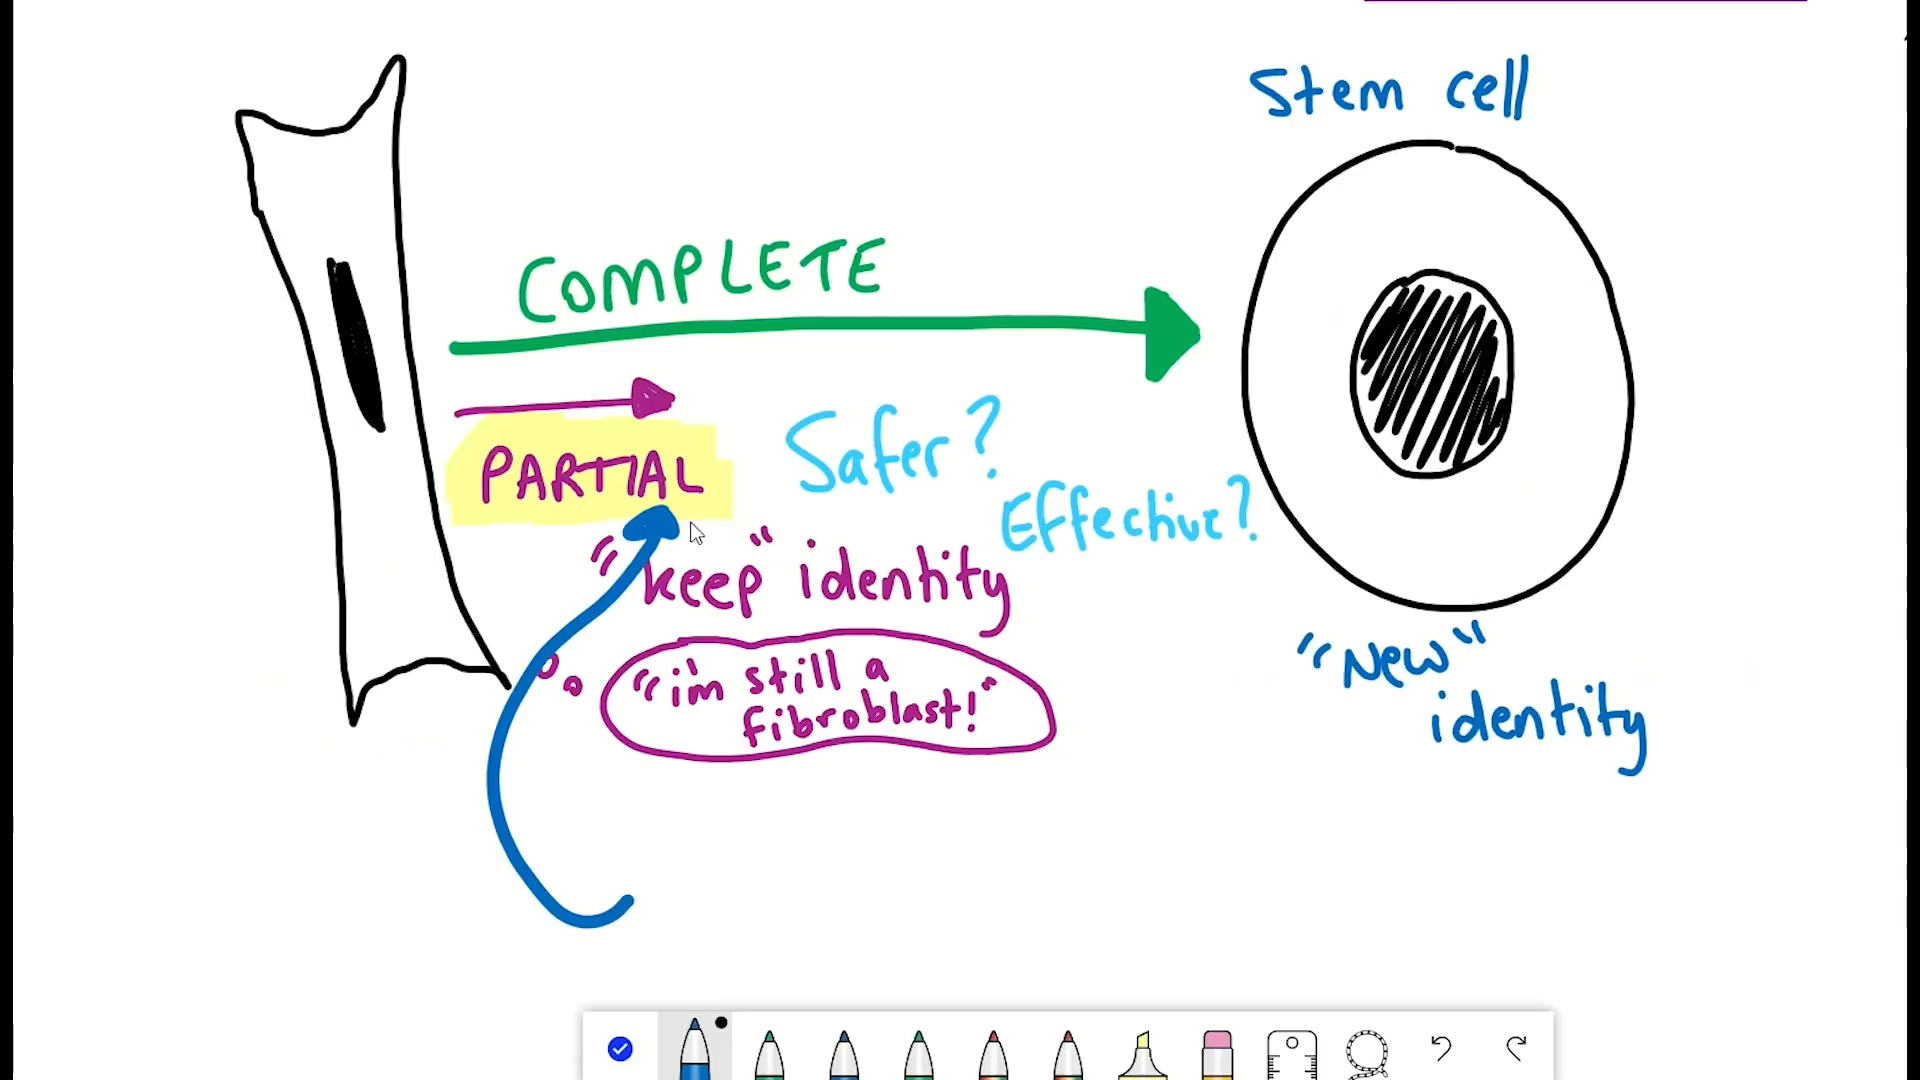 Stem cell
COMPLETE
PARTIAL
Safer?
Effective?
"keep" identity
"i'm still a
fibroblast!"
"New"
identity